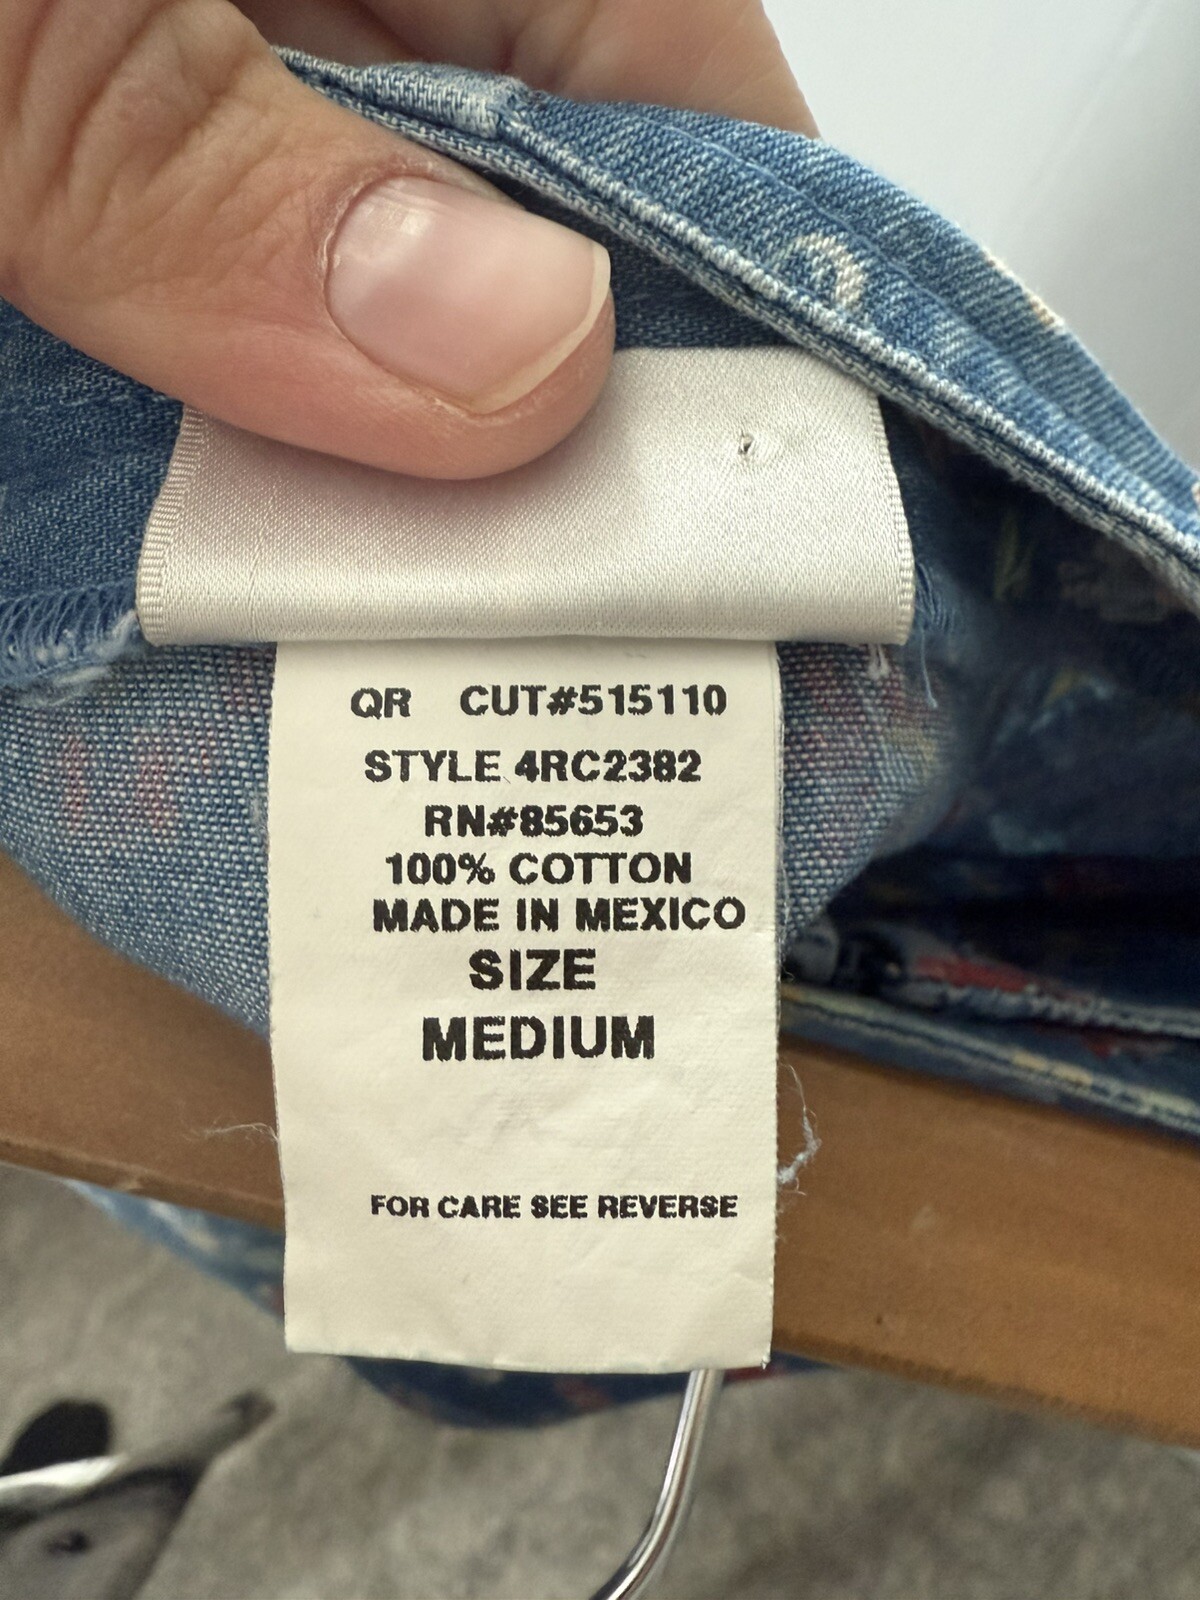 QR CUT#515110
STYLE 4RC2382
RN#85653
100% COTTON
MADE IN MEXICO
SIZE
MEDIUM
FOR CARE SEE REVERSE